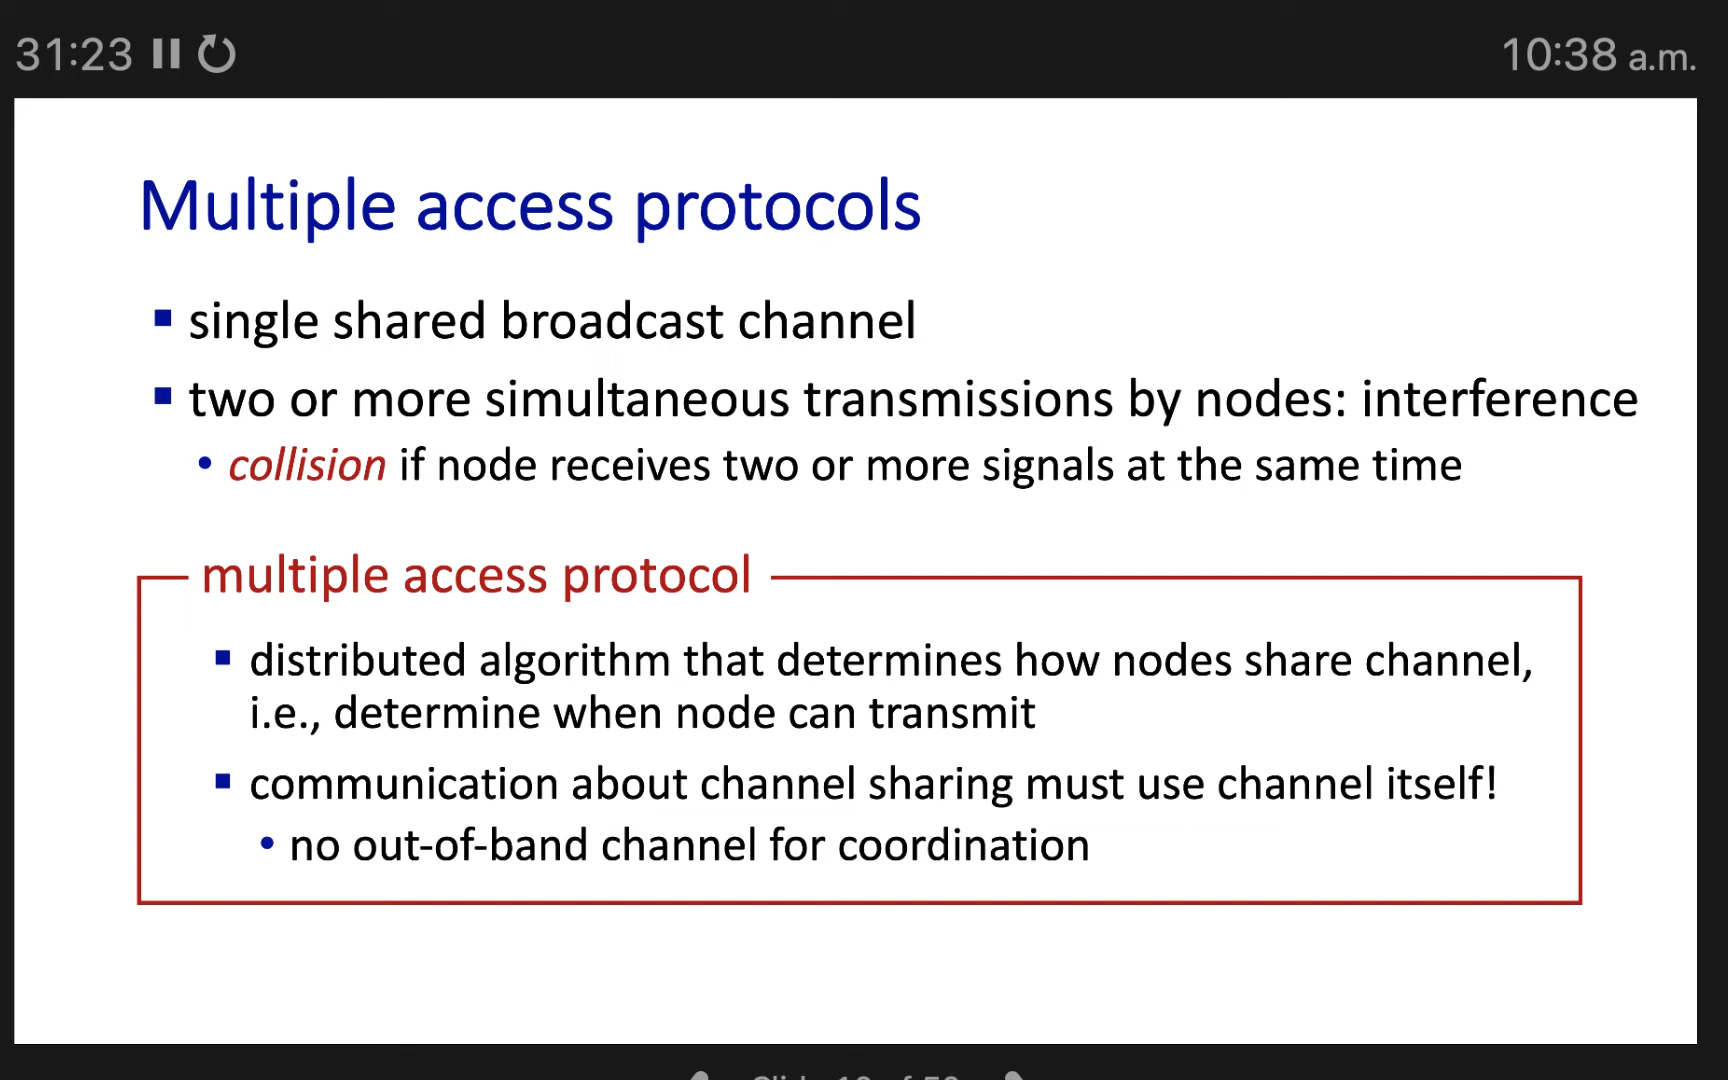 31:23
10:38 a.m.
Multiple access protocols
▪ single shared broadcast channel
▪ two or more simultaneous transmissions by nodes: interference
• collision if node receives two or more signals at the same time
multiple access protocol
▪ distributed algorithm that determines how nodes share channel,
i.e., determine when node can transmit
▪ communication about channel sharing must use channel itself!
• no out-of-band channel for coordination